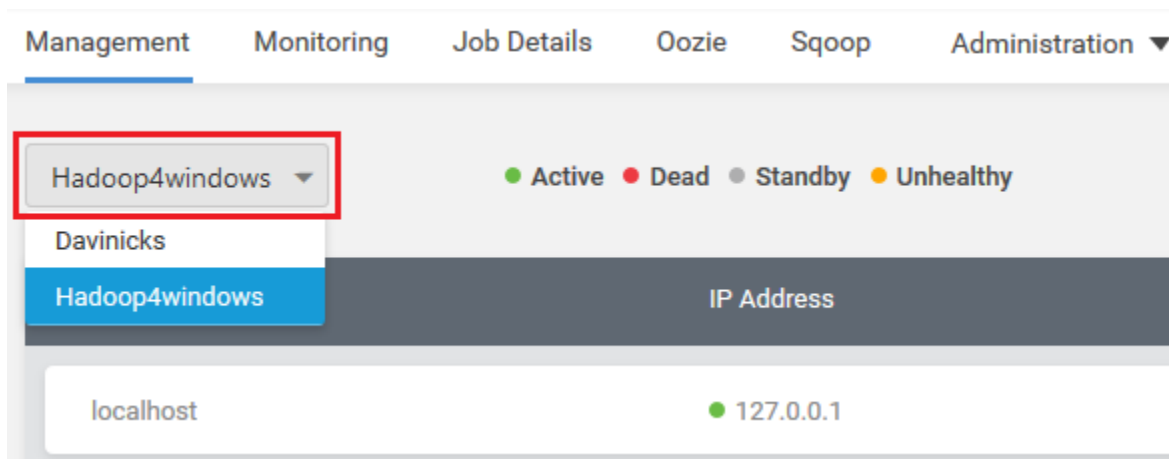 Management Monitoring Job Details Oozie Sqoop Administration
Hadoop4windows
Active Dead Standby Unhealthy
Davinicks
Hadoop4windows
IP Address
localhost 127.0.0.1